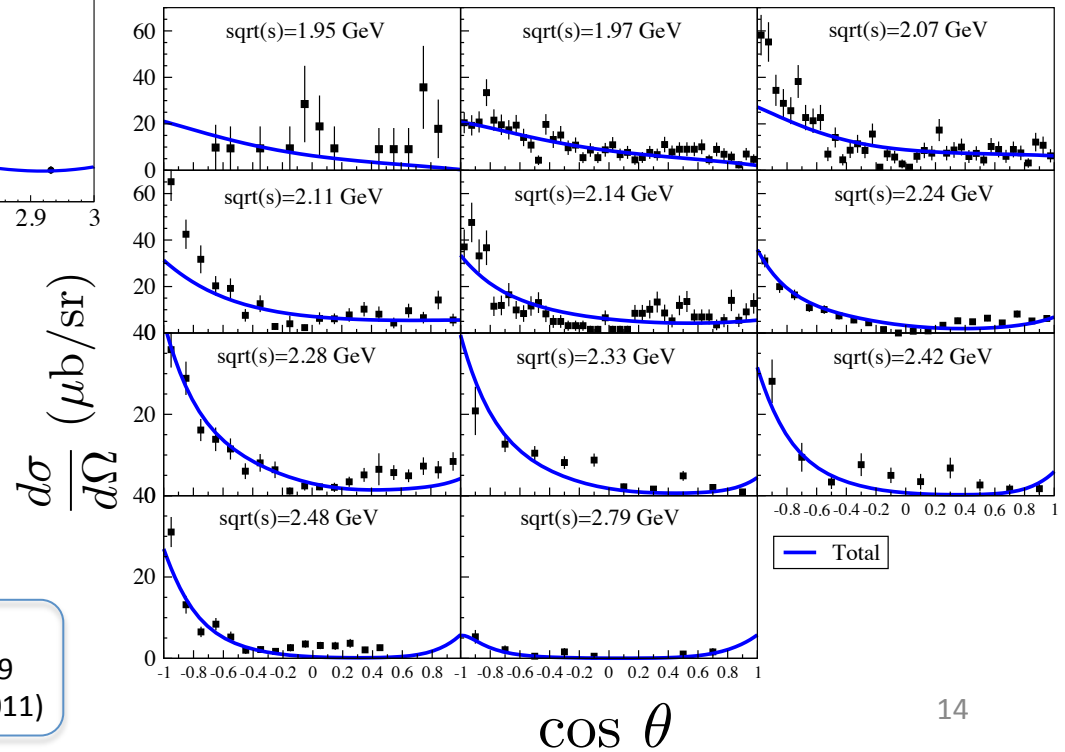 2.9 3
9
11)
dσ/dΩ (μb/sr)
60
40
20
0
sqrt(s)=1.95 GeV
sqrt(s)=1.97 GeV
sqrt(s)=2.07 GeV
60
40
20
sqrt(s)=2.11 GeV
sqrt(s)=2.14 GeV
sqrt(s)=2.24 GeV
40
20
sqrt(s)=2.28 GeV
sqrt(s)=2.33 GeV
sqrt(s)=2.42 GeV
-0.8 -0.6 -0.4 -0.2 0 0.2 0.4 0.6 0.8 1
40
20
0
sqrt(s)=2.48 GeV
sqrt(s)=2.79 GeV
Total
-1 -0.8 -0.6 -0.4 -0.2 0 0.2 0.4 0.6 0.8 -1 -0.8 -0.6 -0.4 -0.2 0 0.2 0.4 0.6 0.8 1
cos θ
14